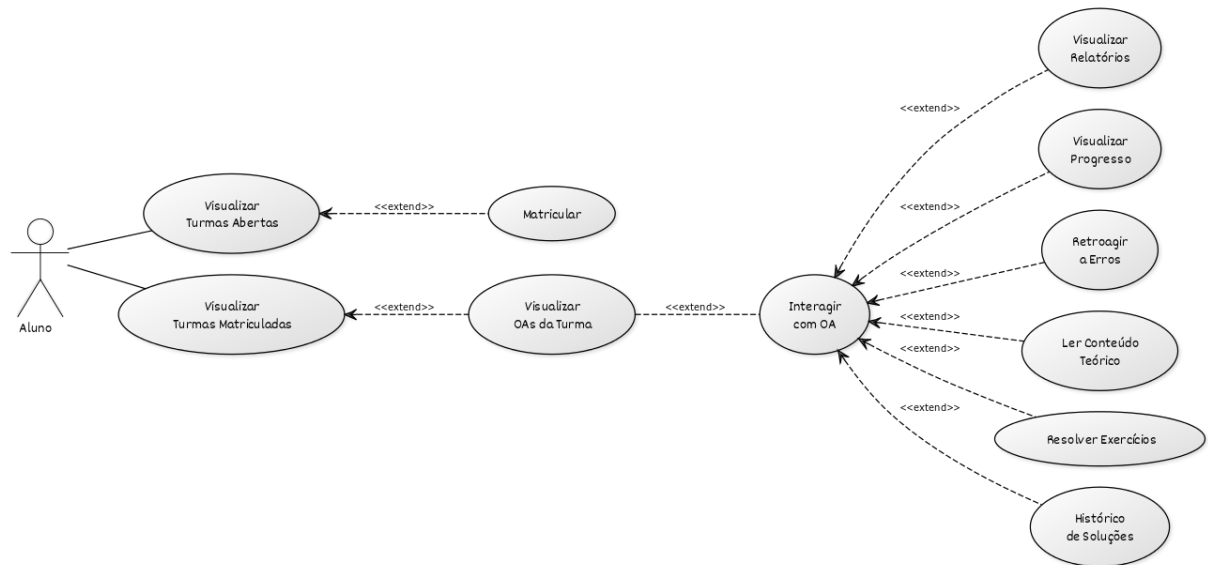 Aluno
Visualizar
Turmas Abertas
<<extend>>
Matricular
Visualizar
Turmas Matriculadas
<<extend>>
Visualizar
OAs da Turma
<<extend>>
Interagir
com OA
<<extend>>
Visualizar
Relatórios
<<extend>>
Visualizar
Progresso
<<extend>>
Retroagir
a Erros
<<extend>>
Ler Conteúdo
Teórico
<<extend>>
Resolver Exercícios
<<extend>>
Histórico
de Soluções